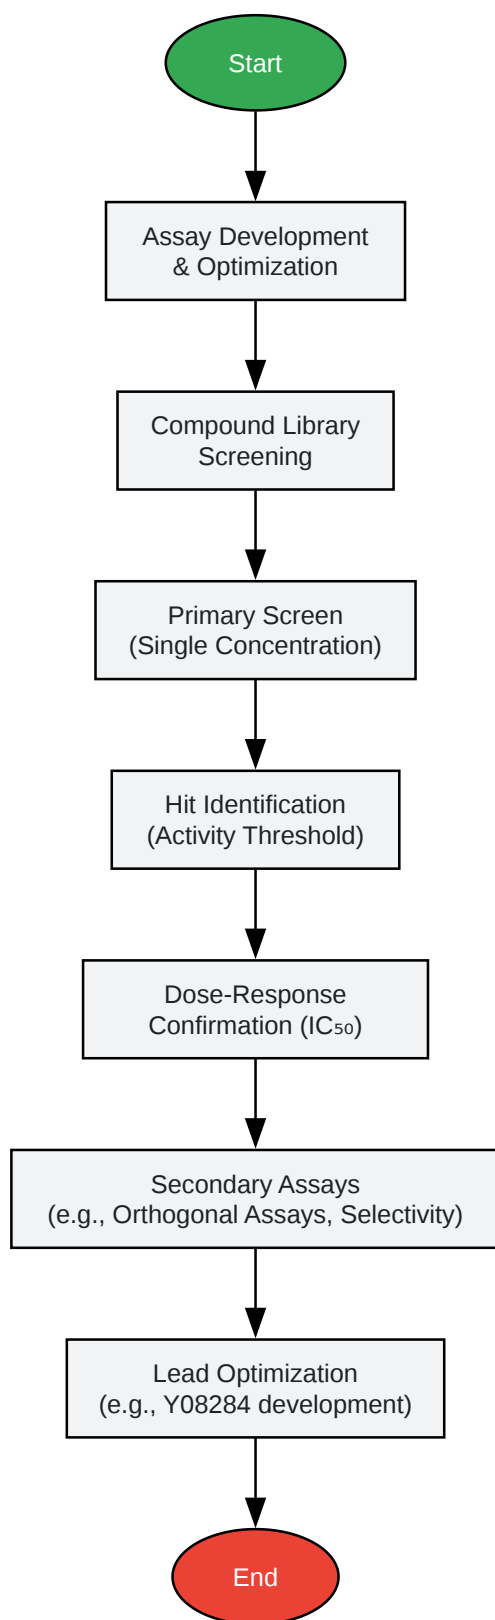 Start
Assay Development
& Optimization
Compound Library
Screening
Primary Screen
(Single Concentration)
Hit Identification
(Activity Threshold)
Dose-Response
Confirmation (IC₅₀)
Secondary Assays
(e.g., Orthogonal Assays, Selectivity)
Lead Optimization
(e.g., Y08284 development)
End